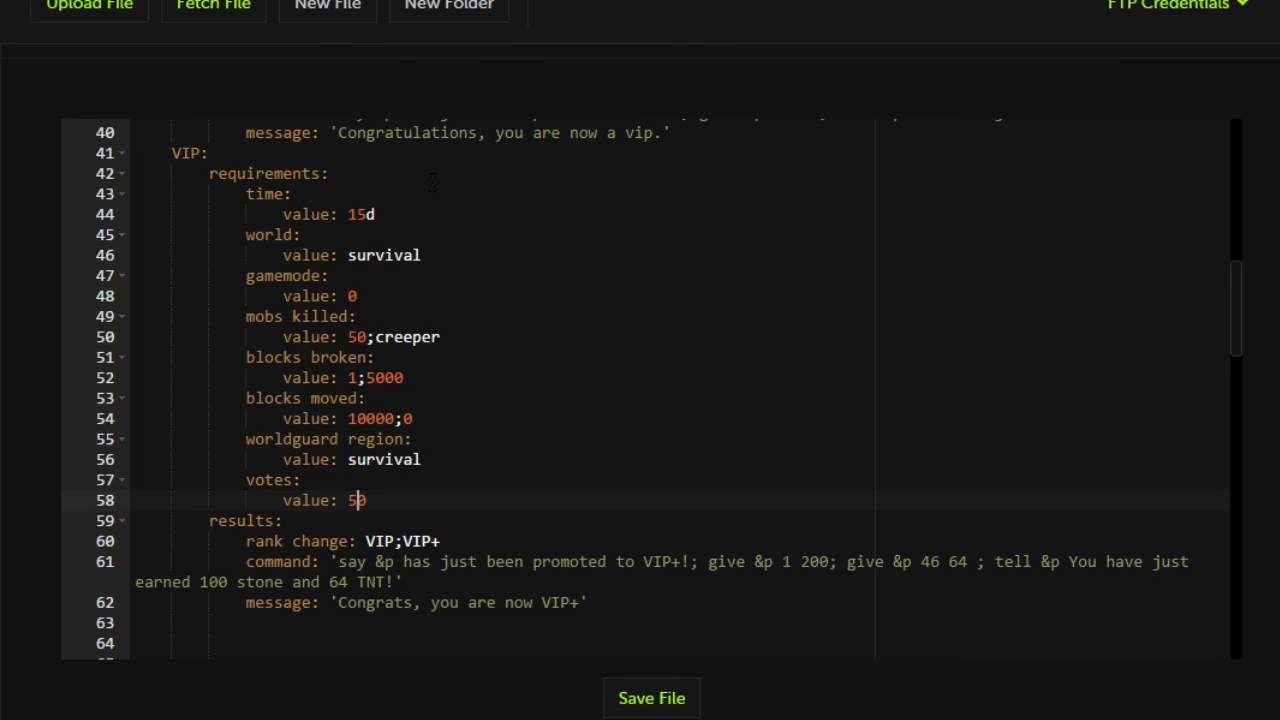 Upload File Fetch File New File New Folder FTP Credentials
40 message: 'Congratulations, you are now a vip.'
41 VIP:
42 requirements:
43 time:
44 value: 15d
45 world:
46 value: survival
47 gamemode:
48 value: 0
49 mobs killed:
50 value: 50;creeper
51 blocks broken:
52 value: 1;5000
53 blocks moved:
54 value: 10000;0
55 worldguard region:
56 value: survival
57 votes:
58 value: 50
59 results:
60 rank change: VIP;VIP+
61 command: 'say &p has just been promoted to VIP+!; give &p 1 200; give &p 46 64 ; tell &p You have just
earned 100 stone and 64 TNT!'
62 message: 'Congrats, you are now VIP+'
63
64
Save File